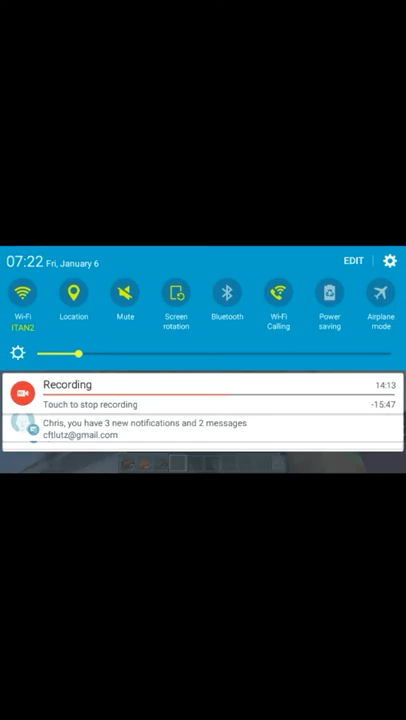 07:22 Fri, January 6 EDIT
Wi-Fi Location Mute Screen rotation Bluetooth Wi-Fi Calling Power saving Airplane mode
ITAN2
Recording 14:13
Touch to stop recording -15:47
Chris, you have 3 new notifications and 2 messages
cftlutz@gmail.com